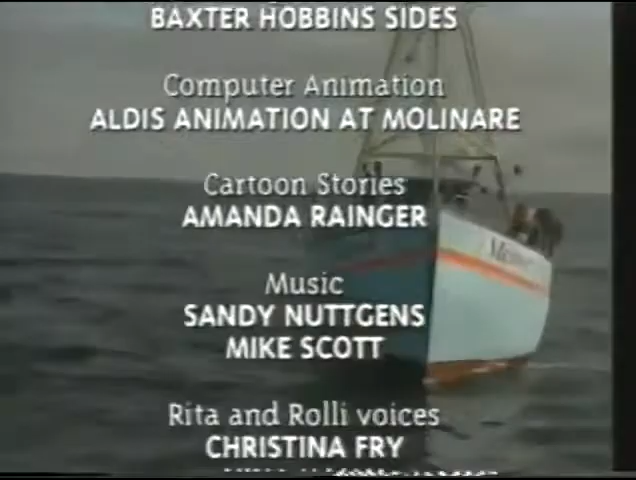 BAXTER HOBBINS SIDES
Computer Animation
ALDIS ANIMATION AT MOLINARE
Cartoon Stories
AMANDA RAINGER
Music
SANDY NUTTGENS
MIKE SCOTT
Rita and Rolli voices
CHRISTINA FRY